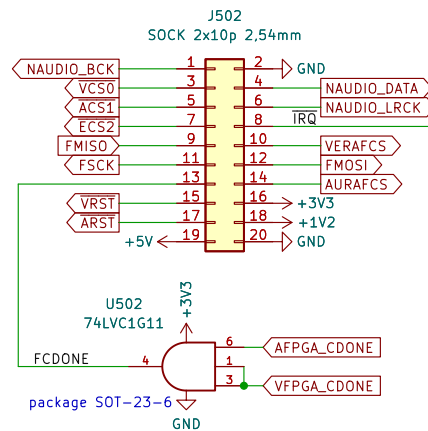 J502
SOCK 2x10p 2,54mm
NAUDIO_BCK 1 2 GND
VCS0 3 4 NAUDIO_DATA
ACS1 5 6 NAUDIO_LRCK
ECS2 7 8 IRQ
FMISO 9 10 VERAFCS
FSCK 11 12 FMOSI
13 14 AURAFCS
VRST 15 16 +3V3
ARST 17 18 +1V2
+5V 19 20 GND
U502
74LVC1G11
+3V3
AFPGA_CDONE 6
FCDONE 4 1
3 VFPGA_CDONE
package SOT-23-6
GND